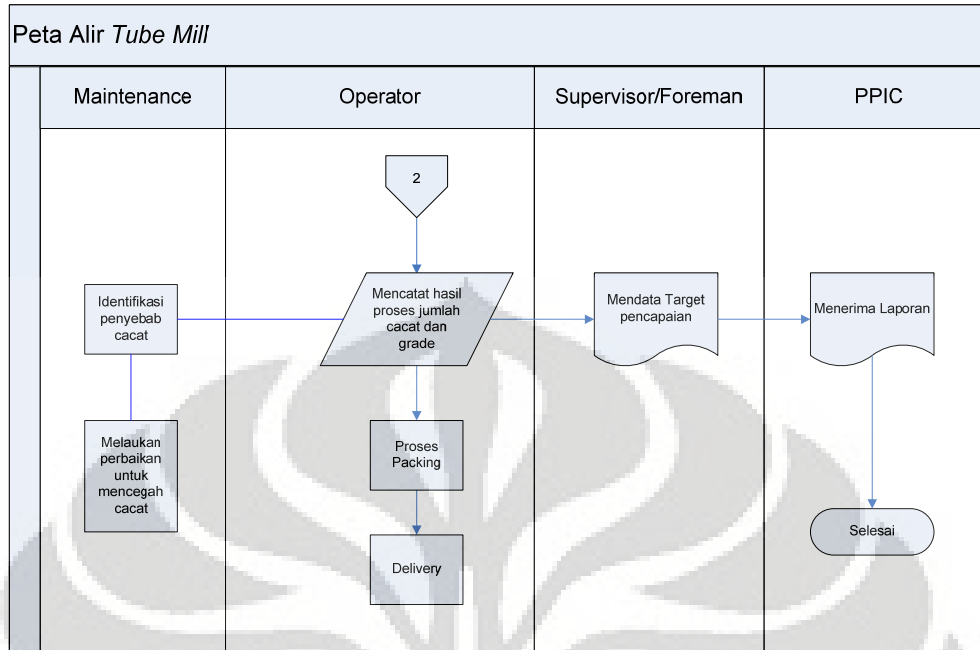 Peta Alir Tube Mill
Maintenance
Operator
Supervisor/Foreman
PPIC
2
Identifikasi
penyebab
cacat
Mencatat hasil
proses jumlah
cacat dan
grade
Mendata Target
pencapaian
Menerima Laporan
Melaukan
perbaikan
untuk
mencegah
cacat
Proses
Packing
Selesai
Delivery